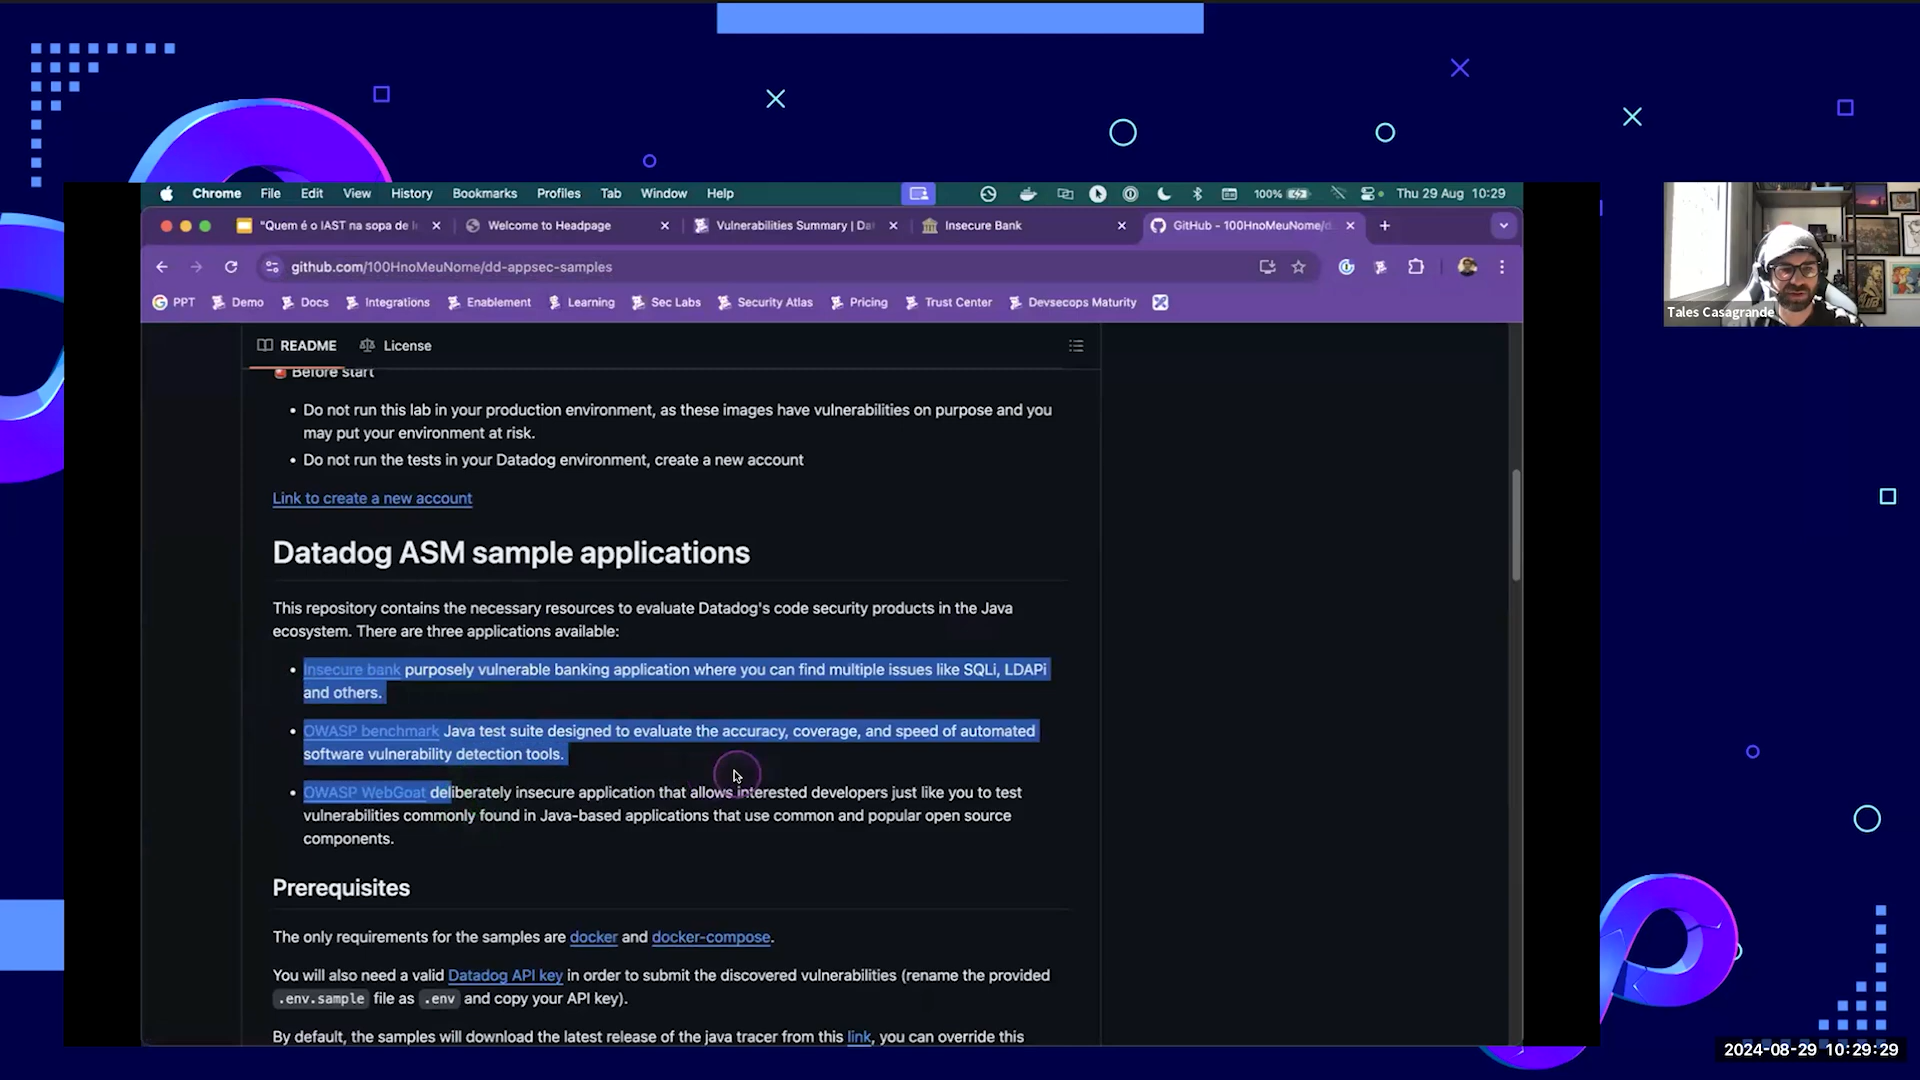 Chrome File Edit View History Bookmarks Profiles Tab Window Help 100% Thu 29 Aug 10:29
"Quem é o IAST na sopa de Welcome to Headpage Vulnerabilities Summary | Da Insecure Bank GitHub - 100HnoMeuNome/d
github.com/100HnoMeuNome/dd-appsec-samples
PPT Demo Docs Integrations Enablement Learning Sec Labs Security Atlas Pricing Trust Center Devsecops Maturity
Tales Casagrande
README License
Before start
• Do not run this lab in your production environment, as these images have vulnerabilities on purpose and you
may put your environment at risk.
• Do not run the tests in your Datadog environment, create a new account
Link to create a new account
Datadog ASM sample applications
This repository contains the necessary resources to evaluate Datadog's code security products in the Java
ecosystem. There are three applications available:
• Insecure bank purposely vulnerable banking application where you can find multiple issues like SQLi, LDAPi
and others.
• OWASP benchmark Java test suite designed to evaluate the accuracy, coverage, and speed of automated
software vulnerability detection tools.
• OWASP WebGoat deliberately insecure application that allows interested developers just like you to test
vulnerabilities commonly found in Java-based applications that use common and popular open source
components.
Prerequisites
The only requirements for the samples are docker and docker-compose.
You will also need a valid Datadog API key in order to submit the discovered vulnerabilities (rename the provided
.env.sample file as .env and copy your API key).
By default, the samples will download the latest release of the java tracer from this link, you can override this
2024-08-29 10:29:29